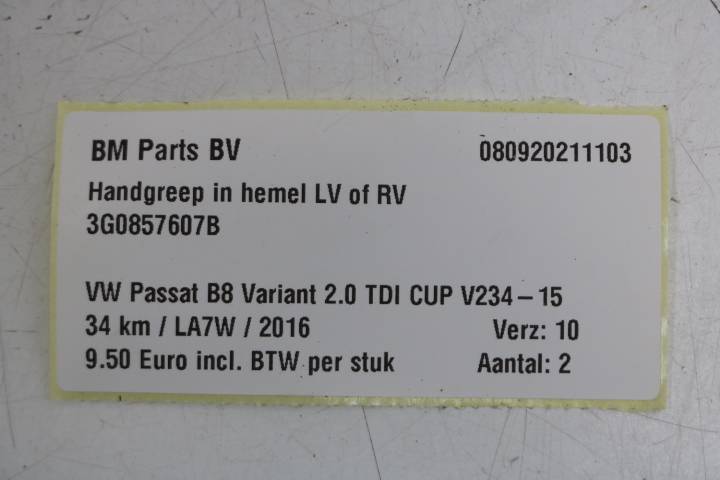 BM Parts BV 080920211103
Handgreep in hemel LV of RV
3G0857607B
VW Passat B8 Variant 2.0 TDI CUP V234-15
34 km / LA7W / 2016 Verz: 10
9.50 Euro incl. BTW per stuk Aantal: 2